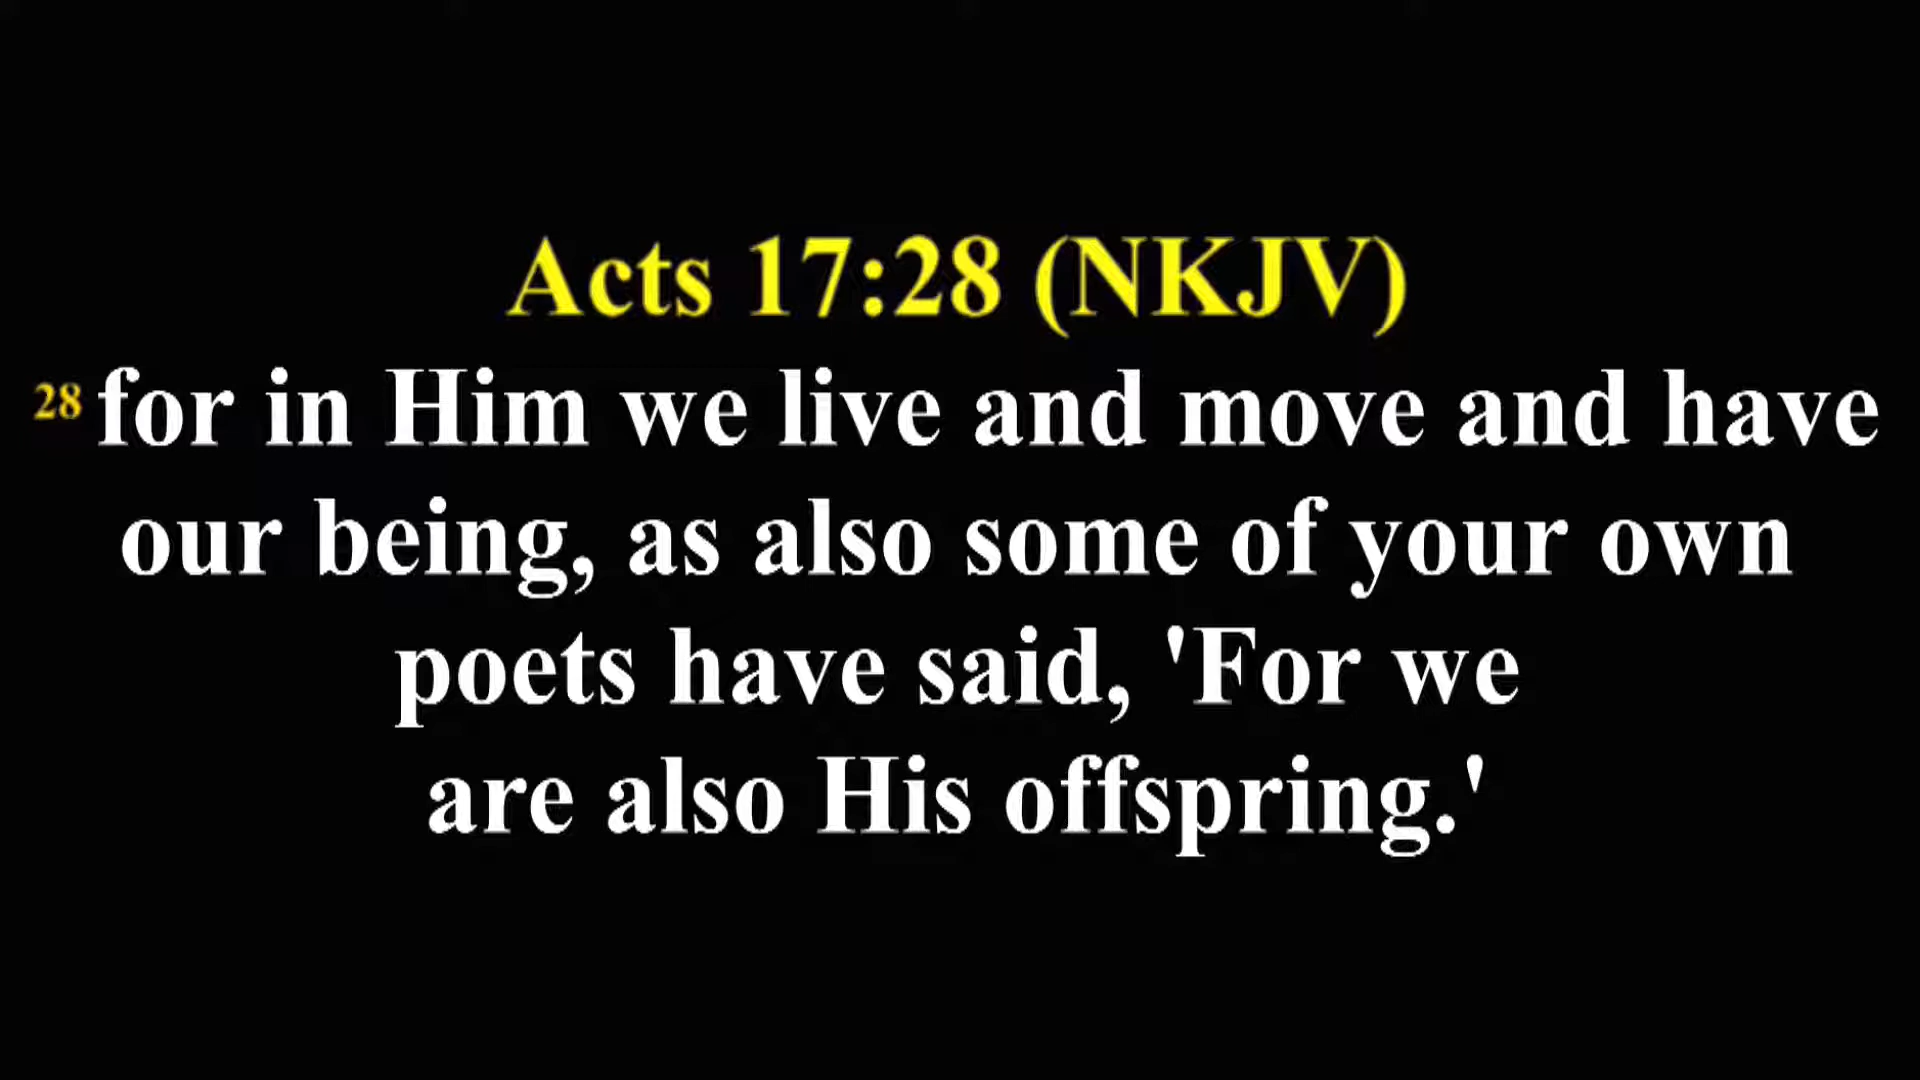 Acts 17:28 (NKJV)
28 for in Him we live and move and have
our being, as also some of your own
poets have said, 'For we
are also His offspring.'